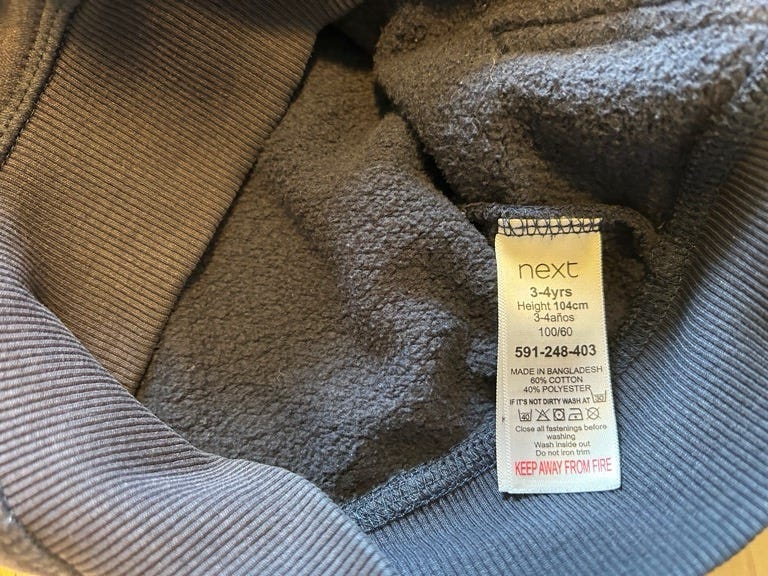 next
3-4yrs
Height 104cm
3-4años
100/60
591-248-403
MADE IN BANGLADESH
60% COTTON
40% POLYESTER
IF IT'S NOT DIRTY WASH AT 30
40
Close all fastenings before
washing
Wash inside out
Do not iron trim
KEEP AWAY FROM FIRE